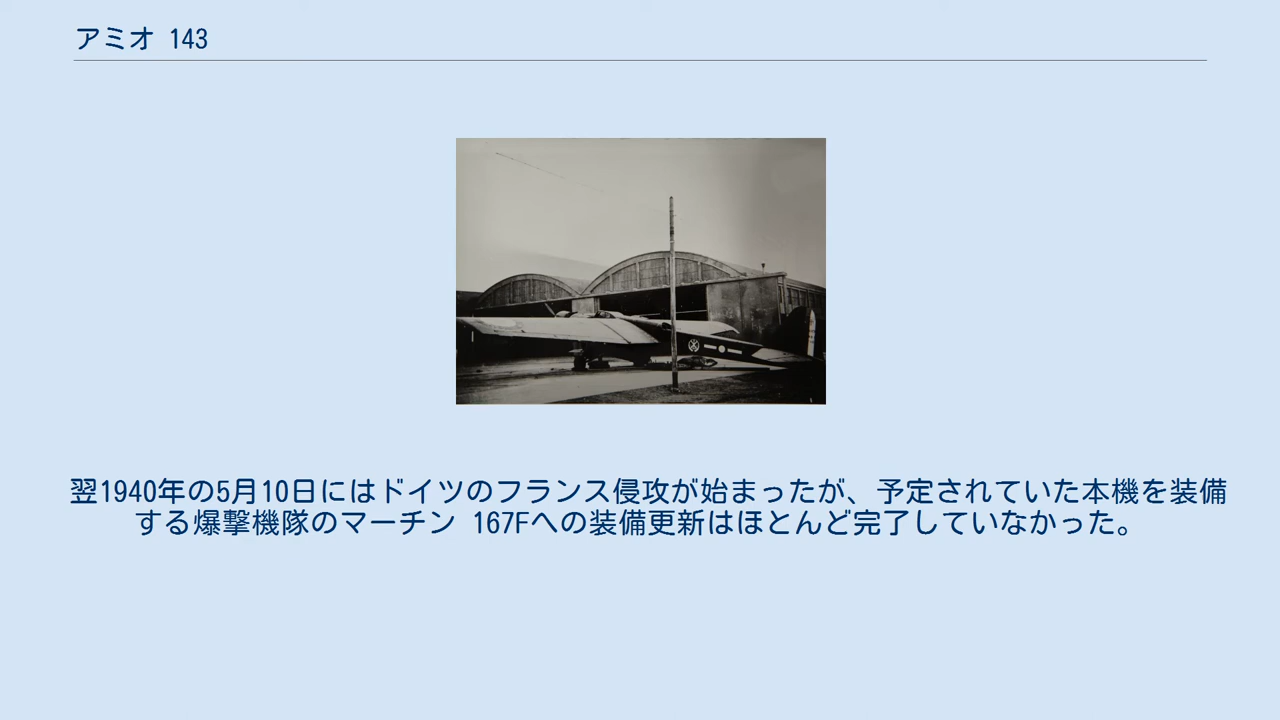 アミオ 143
翌1940年の5月10日にはドイツのフランス侵攻が始まったが、予定されていた本機を装備
する爆撃機隊のマーチン 167Fへの装備更新はほとんど完了していなかった。